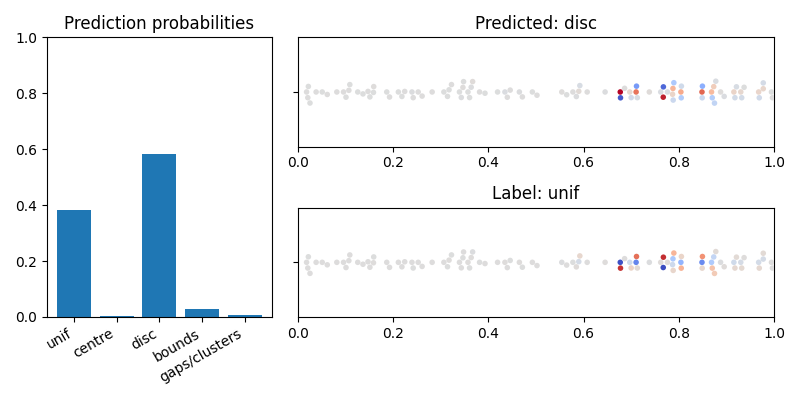 Prediction probabilities
1.0
0.8
0.6
0.4
0.2
0.0
unif
centre
disc
bounds
gaps/clusters
Predicted: disc
0.0 0.2 0.4 0.6 0.8 1.0
Label: unif
0.0 0.2 0.4 0.6 0.8 1.0